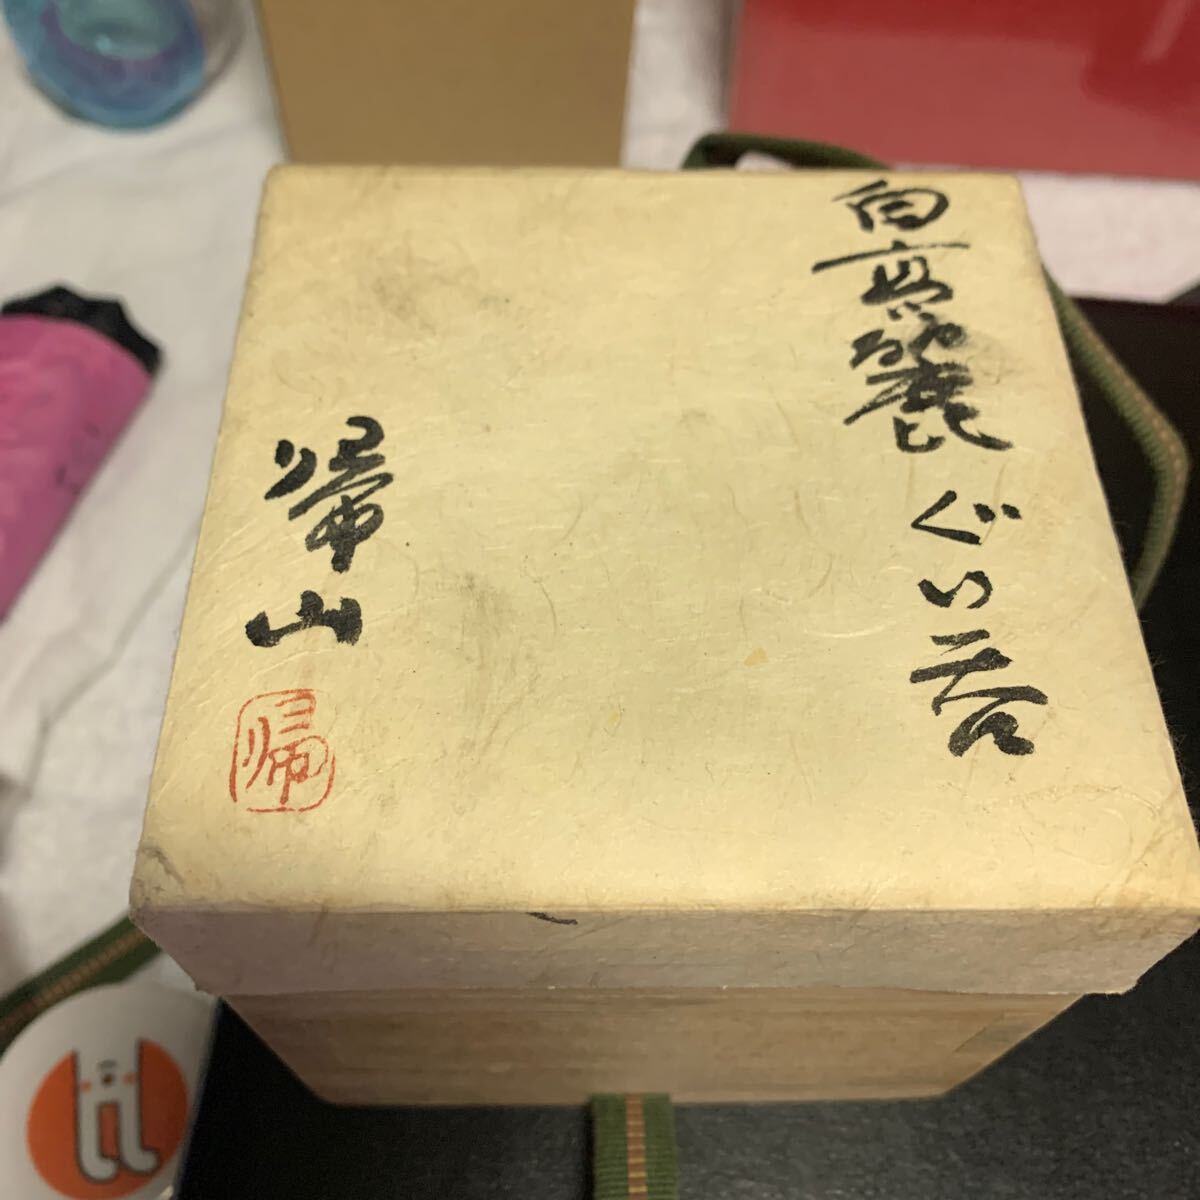 白高麗 ぐい呑
帰山
帰